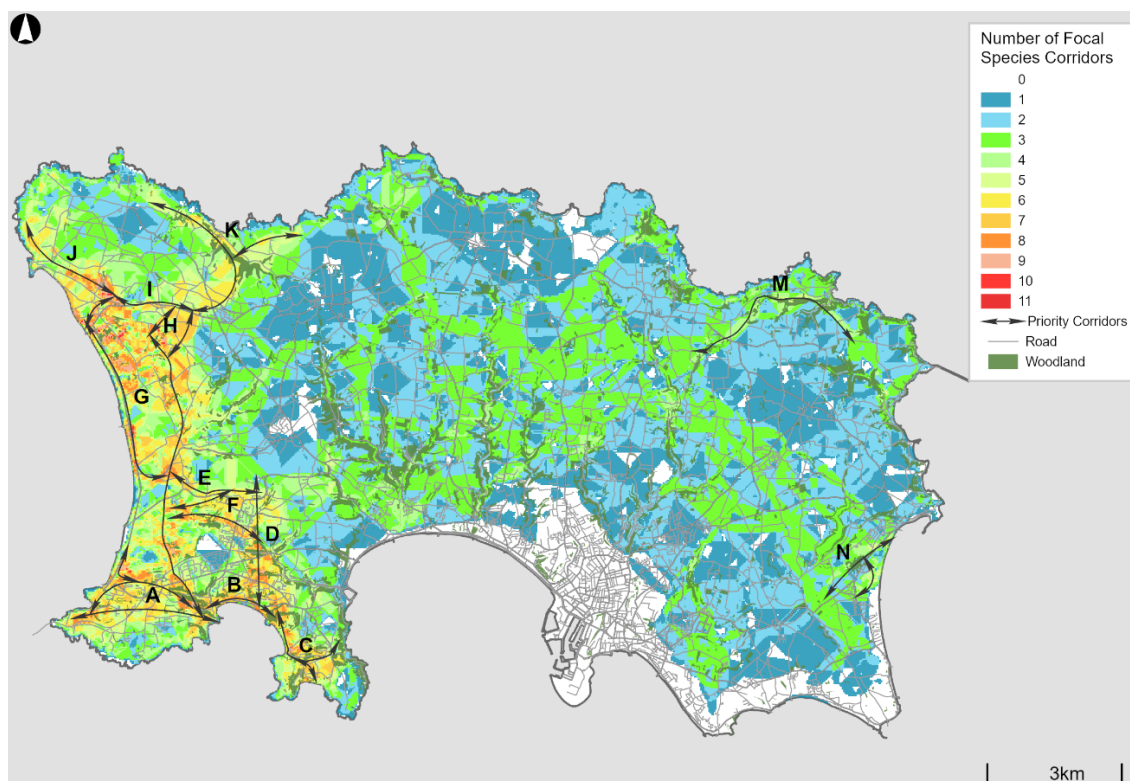 Number of Focal
Species Corridors
0
1
2
3
4
5
6
7
8
9
10
11
Priority Corridors
Road
Woodland
K
J
M
I
H
G
E
F
D
N
B
A
C
3km